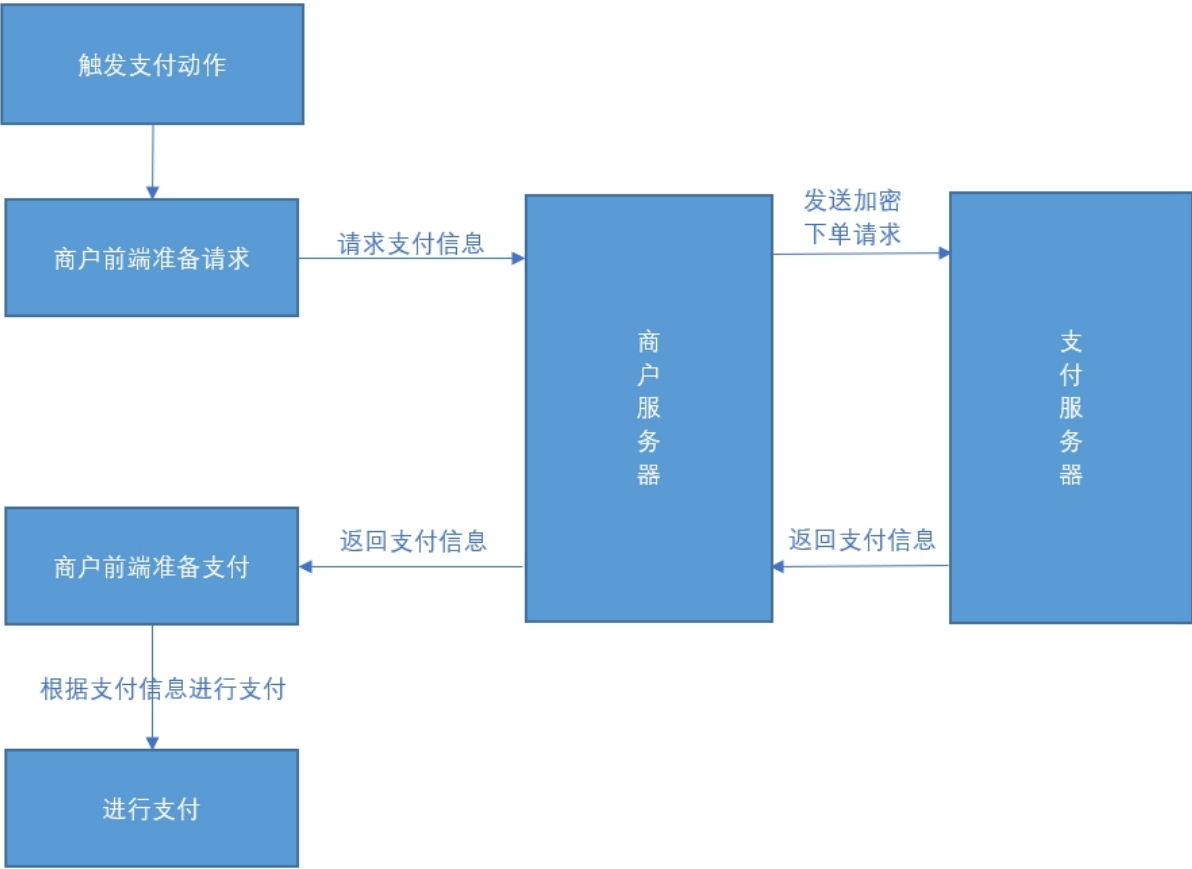 触发支付动作
商户前端准备请求
请求支付信息
发送加密
下单请求
商
户
服
务
器
支
付
服
务
器
商户前端准备支付
返回支付信息
返回支付信息
根据支付信息进行支付
进行支付